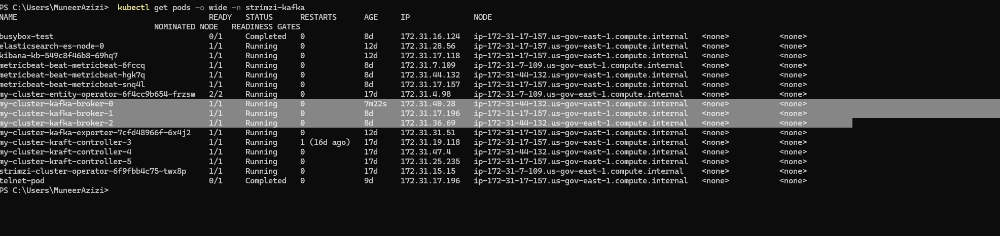 PS C:\Users\MuneerAzizi>  kubectl get pods -o wide -n strimzi-kafka
NAME                                          READY   STATUS      RESTARTS      AGE     IP              NODE
                                  NOMINATED NODE   READINESS GATES
busybox-test                                  0/1     Completed   0             8d      172.31.16.124   ip-172-31-17-157.us-gov-east-1.compute.internal   <none>           <none>
elasticsearch-es-node-0                       1/1     Running     0             12d     172.31.28.56    ip-172-31-17-157.us-gov-east-1.compute.internal   <none>           <none>
kibana-kb-549c8f46b8-69hq7                    1/1     Running     0             12d     172.31.17.118   ip-172-31-17-157.us-gov-east-1.compute.internal   <none>           <none>
metricbeat-beat-metricbeat-6fccq              1/1     Running     0             8d      172.31.7.109    ip-172-31-7-109.us-gov-east-1.compute.internal    <none>           <none>
metricbeat-beat-metricbeat-hgk7q              1/1     Running     0             8d      172.31.44.132   ip-172-31-44-132.us-gov-east-1.compute.internal   <none>           <none>
metricbeat-beat-metricbeat-snq4l              1/1     Running     0             8d      172.31.17.157   ip-172-31-17-157.us-gov-east-1.compute.internal   <none>           <none>
my-cluster-entity-operator-6f4cc9b654-frzsw   2/2     Running     0             17d     172.31.4.98     ip-172-31-7-109.us-gov-east-1.compute.internal    <none>           <none>
my-cluster-kafka-broker-0                     1/1     Running     0             7m22s   172.31.40.28    ip-172-31-44-132.us-gov-east-1.compute.internal   <none>           <none>
my-cluster-kafka-broker-1                     1/1     Running     0             8d      172.31.17.196   ip-172-31-17-157.us-gov-east-1.compute.internal   <none>           <none>
my-cluster-kafka-broker-2                     1/1     Running     0             8d      172.31.36.69    ip-172-31-44-132.us-gov-east-1.compute.internal   <none>           <none>
my-cluster-kafka-exporter-7cfd48966f-6x4j2    1/1     Running     0             12d     172.31.31.51    ip-172-31-17-157.us-gov-east-1.compute.internal   <none>           <none>
my-cluster-kraft-controller-3                 1/1     Running     1 (16d ago)   17d     172.31.19.118   ip-172-31-17-157.us-gov-east-1.compute.internal   <none>           <none>
my-cluster-kraft-controller-4                 1/1     Running     0             17d     172.31.47.4     ip-172-31-44-132.us-gov-east-1.compute.internal   <none>           <none>
my-cluster-kraft-controller-5                 1/1     Running     0             17d     172.31.25.235   ip-172-31-17-157.us-gov-east-1.compute.internal   <none>           <none>
strimzi-cluster-operator-6f9fbb4c75-twx8p     1/1     Running     0             17d     172.31.15.15    ip-172-31-7-109.us-gov-east-1.compute.internal    <none>           <none>
telnet-pod                                    0/1     Completed   0             9d      172.31.17.196   ip-172-31-17-157.us-gov-east-1.compute.internal   <none>           <none>
PS C:\Users\MuneerAzizi>